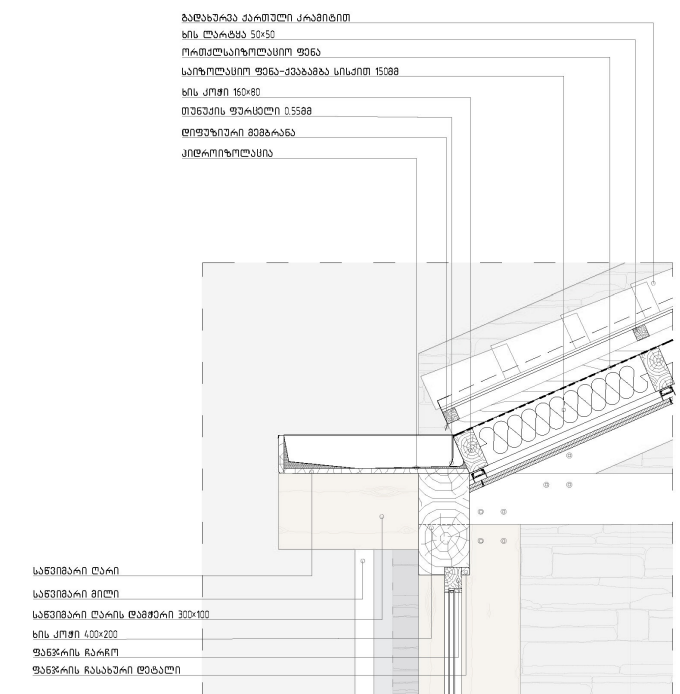 გადახურვა ქართული კრამიტით
ხის ლარტყა 50×50
ორთქლსაიზოლაციო ფენა
საიზოლაციო ფენა-ქვაბამბა სისქით 150მმ
ხის კოჭი 160×80
თუნუქის ფურცელი 0.55მმ
დიფუზიური მემბრანა
ჰიდროიზოლაცია
საწვიმარი ღარი
საწვიმარი მილი
საწვიმარი ღარის დამჭერი 300×100
ხის კოჭი 400×200
ფანჯრის ჩარჩო
ფანჯრის ჩასახური დეტალი